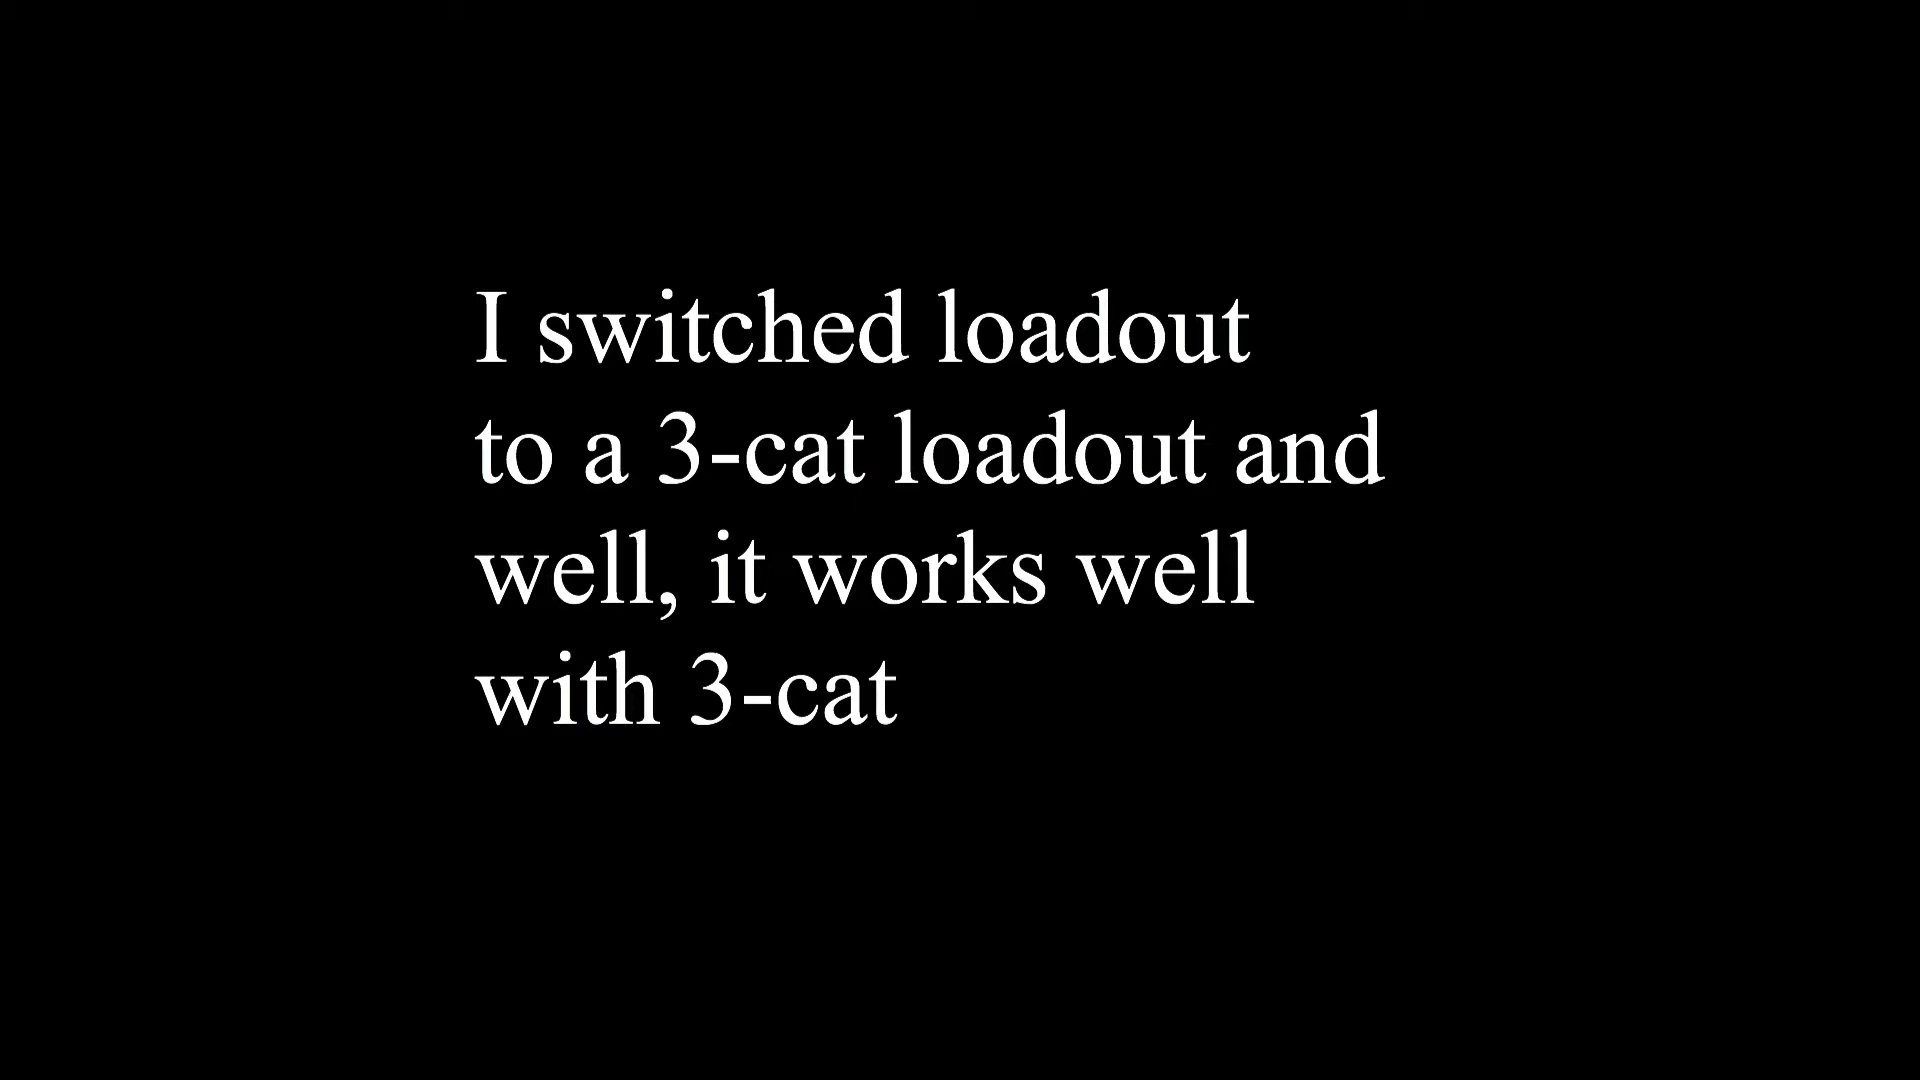 I switched loadout
to a 3-cat loadout and
well, it works well
with 3-cat